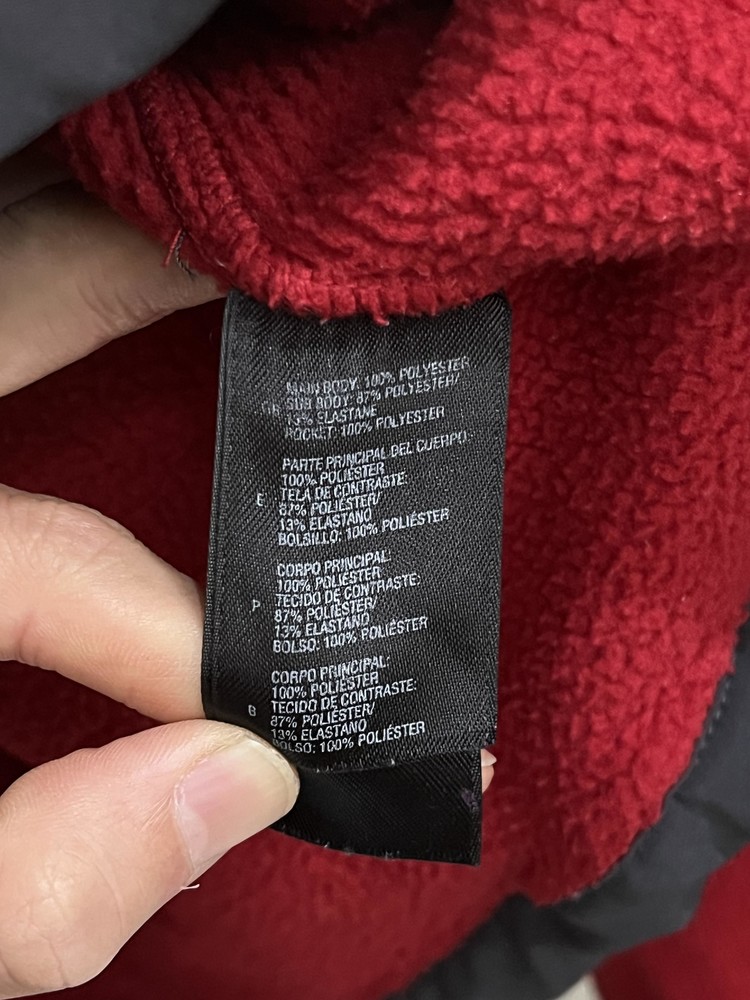 MAIN BODY: 100% POLYESTER
GB SUB BODY: 87% POLYESTER/
13% ELASTANE
POCKET: 100% POLYESTER
PARTE PRINCIPAL DEL CUERPO:
100% POLIÉSTER
E TELA DE CONTRASTE:
87% POLIÉSTER/
13% ELASTANO
BOLSILLO: 100% POLIÉSTER
CORPO PRINCIPAL:
100% POLIÉSTER
P TECIDO DE CONTRASTE:
87% POLIÉSTER/
13% ELASTANO
BOLSO: 100% POLIÉSTER
CORPO PRINCIPAL:
100% POLIÉSTER
B TECIDO DE CONTRASTE:
87% POLIÉSTER/
13% ELASTANO
BOLSO: 100% POLIÉSTER